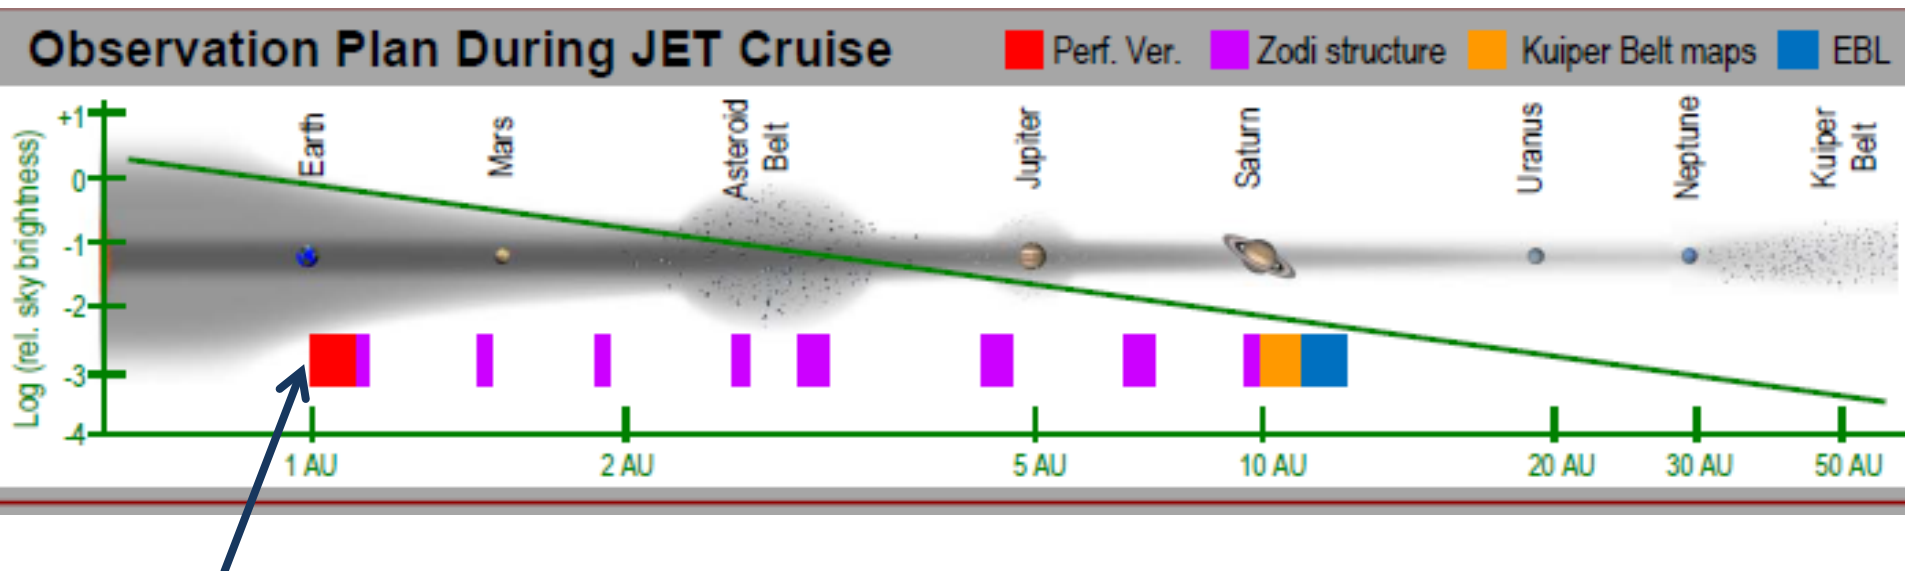 Observation Plan During JET Cruise
Perf. Ver.
Zodi structure
Kuiper Belt maps
EBL
Log (rel. sky brightness)
+1
0
-1
-2
-3
-4
Earth
Mars
Asteroid
Belt
Jupiter
Saturn
Uranus
Neptune
Kuiper
Belt
1 AU
2 AU
5 AU
10 AU
20 AU
30 AU
50 AU